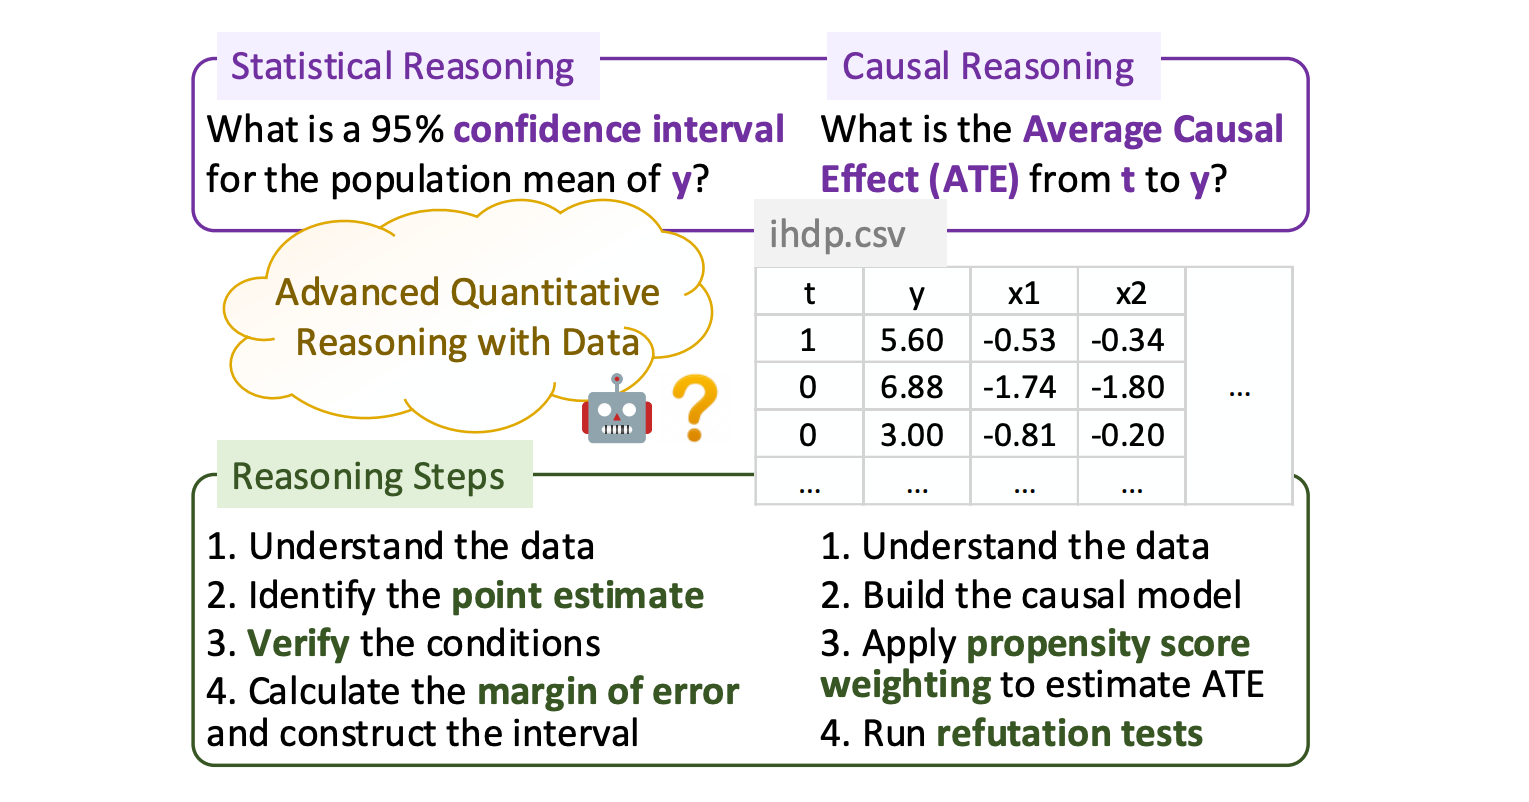 Statistical Reasoning
What is a 95% confidence interval
for the population mean of y?
Causal Reasoning
What is the Average Causal
Effect (ATE) from t to y?
Advanced Quantitative
Reasoning with Data
ihdp.csv
t y x1 x2
1 5.60 -0.53 -0.34
0 6.88 -1.74 -1.80 ...
0 3.00 -0.81 -0.20
... ... ... ...
Reasoning Steps
1. Understand the data
2. Identify the point estimate
3. Verify the conditions
4. Calculate the margin of error
and construct the interval
1. Understand the data
2. Build the causal model
3. Apply propensity score
weighting to estimate ATE
4. Run refutation tests